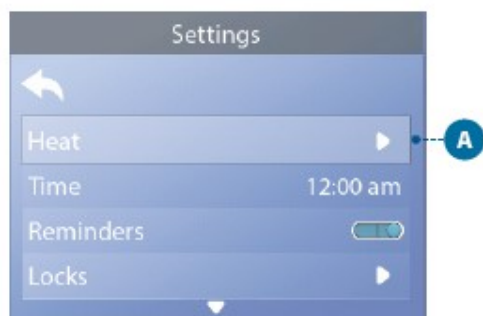 Settings
Heat
A
Time 12:00 am
Reminders
Locks